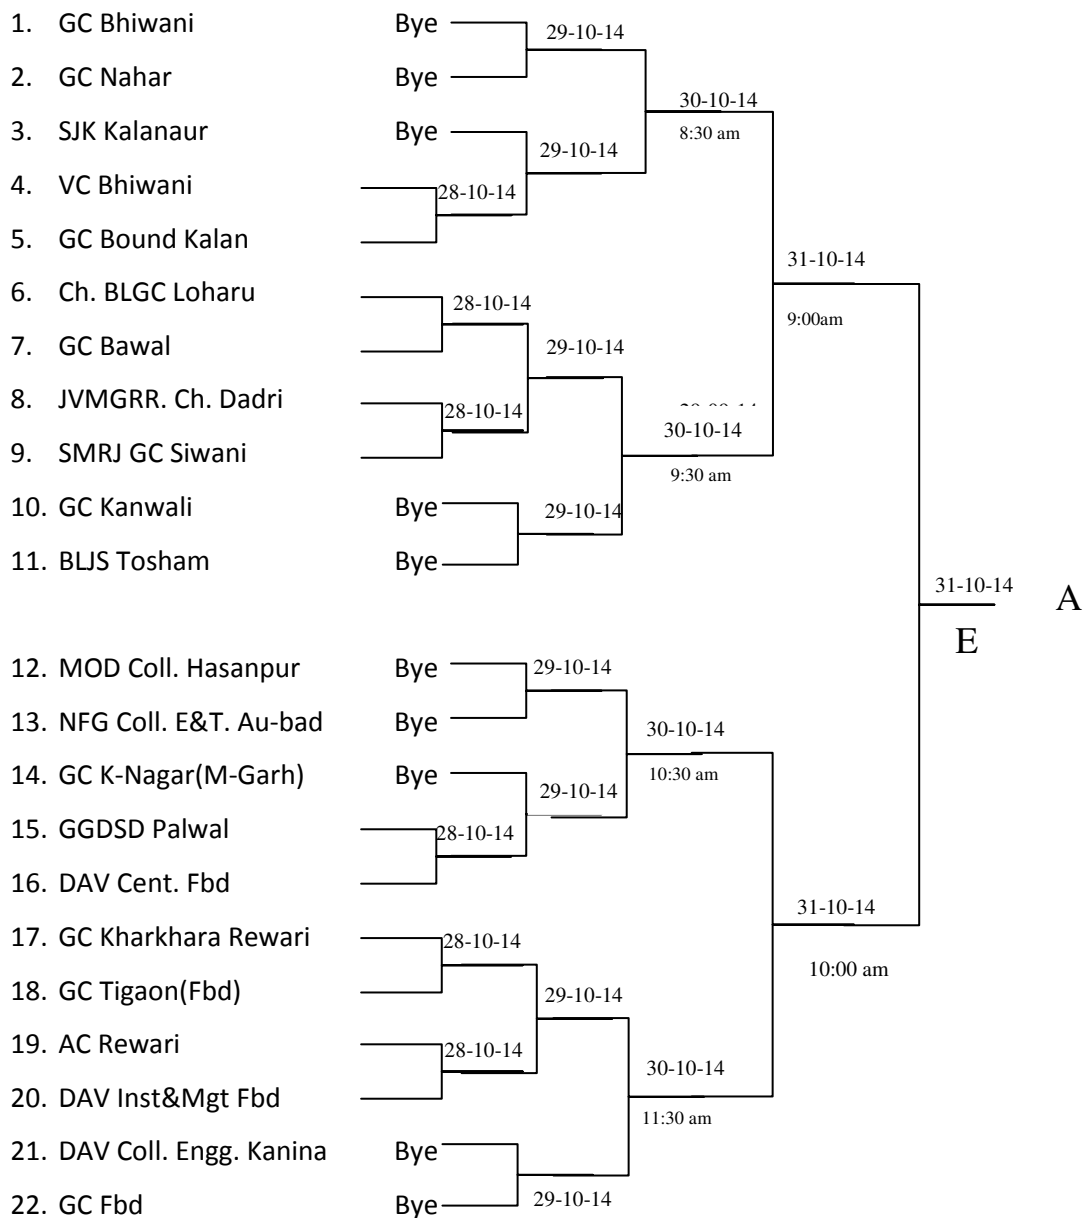 1. GC Bhiwani Bye
29-10-14
2. GC Nahar Bye
30-10-14
8:30 am
3. SJK Kalanaur Bye
29-10-14
4. VC Bhiwani
28-10-14
5. GC Bound Kalan
31-10-14
6. Ch. BLGC Loharu
28-10-14
9:00am
7. GC Bawal
29-10-14
8. JVMGRR. Ch. Dadri
28-10-14
30-10-14
9. SMRJ GC Siwani
9:30 am
10. GC Kanwali Bye
29-10-14
11. BLJS Tosham Bye
31-10-14
A
E
12. MOD Coll. Hasanpur Bye
29-10-14
13. NFG Coll. E&T. Au-bad Bye
30-10-14
14. GC K-Nagar(M-Garh) Bye
10:30 am
29-10-14
15. GGDSD Palwal
28-10-14
16. DAV Cent. Fbd
31-10-14
17. GC Kharkhara Rewari
28-10-14
10:00 am
18. GC Tigaon(Fbd)
29-10-14
19. AC Rewari
28-10-14
30-10-14
20. DAV Inst&Mgt Fbd
11:30 am
21. DAV Coll. Engg. Kanina Bye
29-10-14
22. GC Fbd Bye